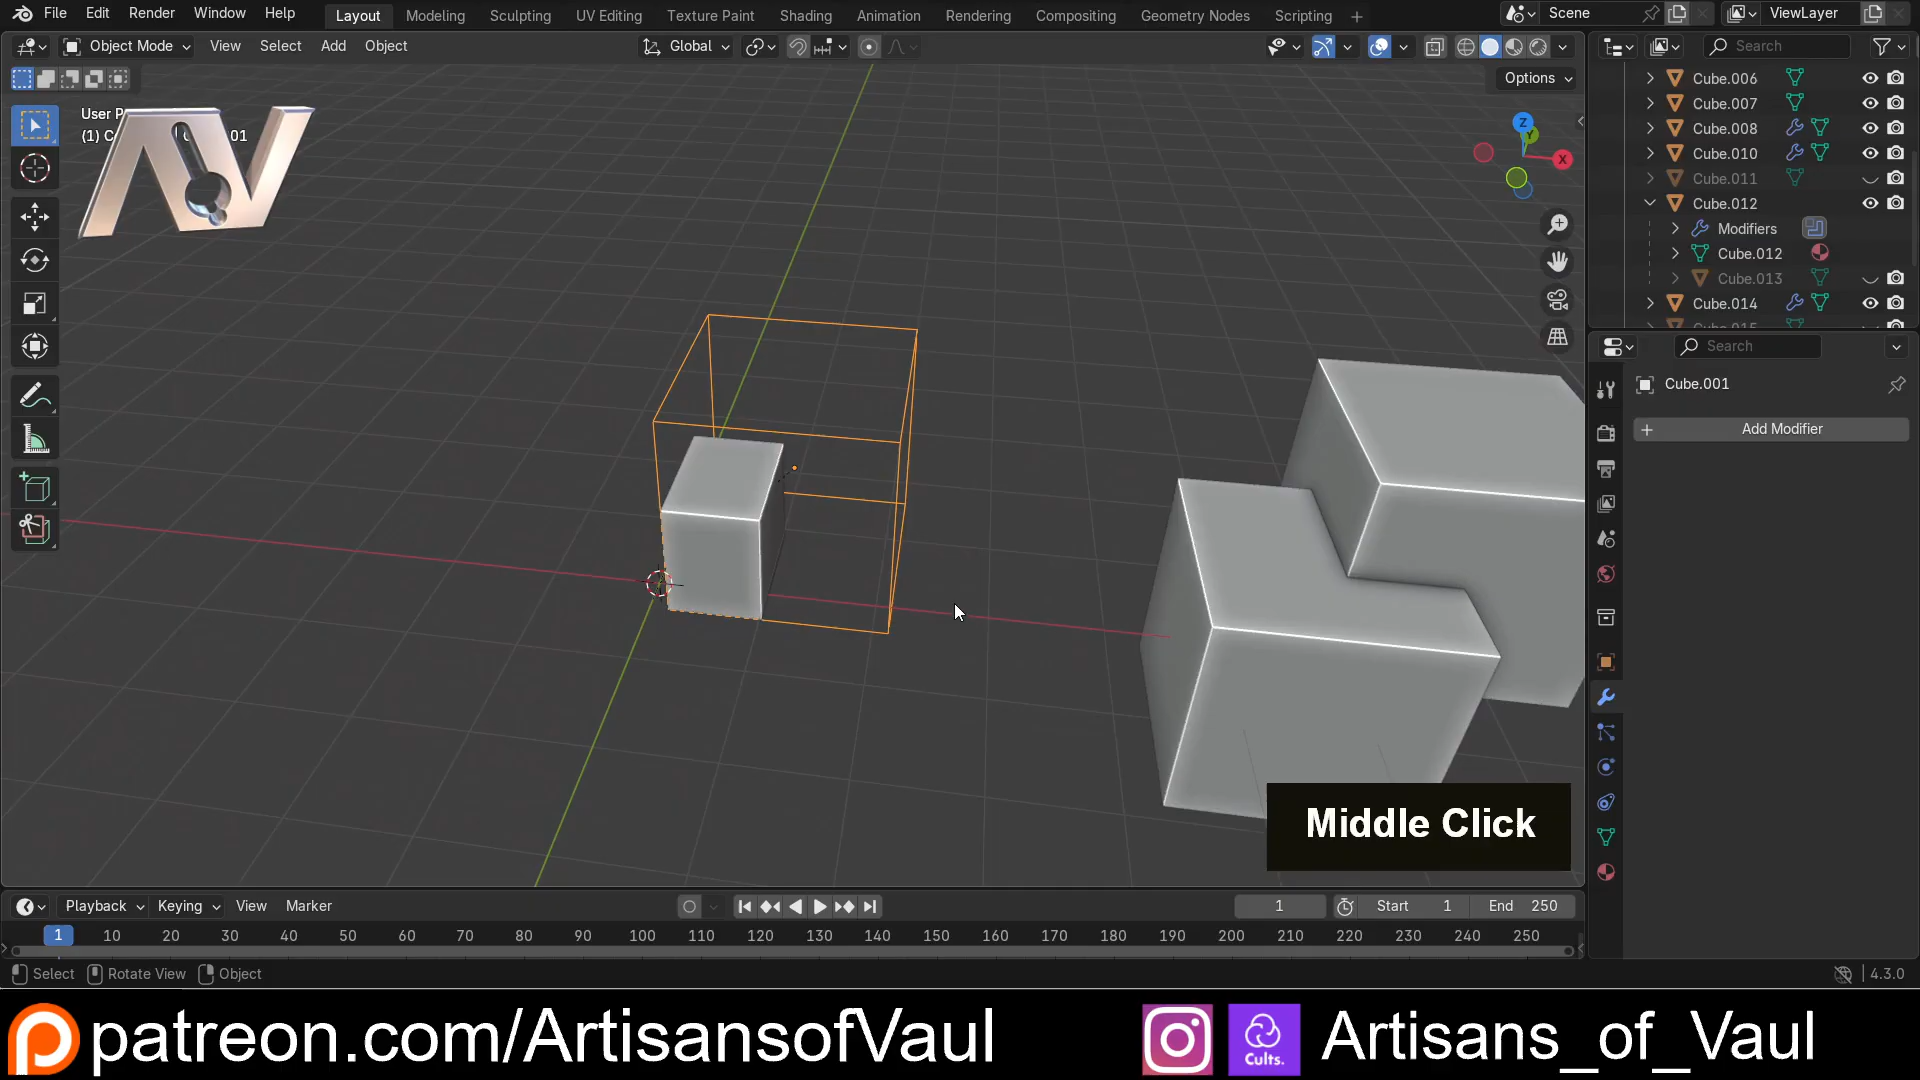 File Edit Render Window Help Layout Modeling Sculpting UV Editing Texture Paint Shading Animation Rendering Compositing Geometry Nodes Scripting Scene ViewLayer
Object Mode View Select Add Object Global Search
Options
User P
(1) C 01
Cube.006
Cube.007
Cube.008
Cube.010
Cube.011
Cube.012
Modifiers
Cube.012
Cube.013
Cube.014
Search
Cube.001
Add Modifier
Z
Y
X
Middle Click
Playback Keying View Marker 1 Start 1 End 250
1 10 20 30 40 50 60 70 80 90 100 110 120 130 140 150 160 170 180 190 200 210 220 230 240 250
Select Rotate View Object 4.3.0
patreon.com/ArtisansofVaul Cults. Artisans_of_Vaul